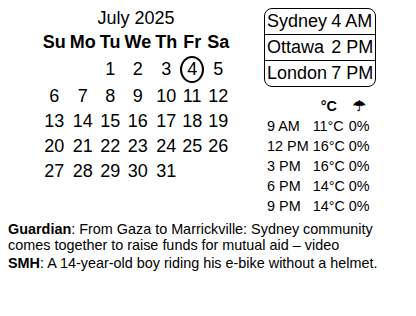 July 2025
Su Mo Tu We Th Fr Sa
1 2 3 4 5
6 7 8 9 10 11 12
13 14 15 16 17 18 19
20 21 22 23 24 25 26
27 28 29 30 31
Sydney 4 AM
Ottawa 2 PM
London 7 PM
°C ☂
9 AM 11°C 0%
12 PM 16°C 0%
3 PM 16°C 0%
6 PM 14°C 0%
9 PM 14°C 0%
Guardian: From Gaza to Marrickville: Sydney community
comes together to raise funds for mutual aid – video
SMH: A 14-year-old boy riding his e-bike without a helmet.